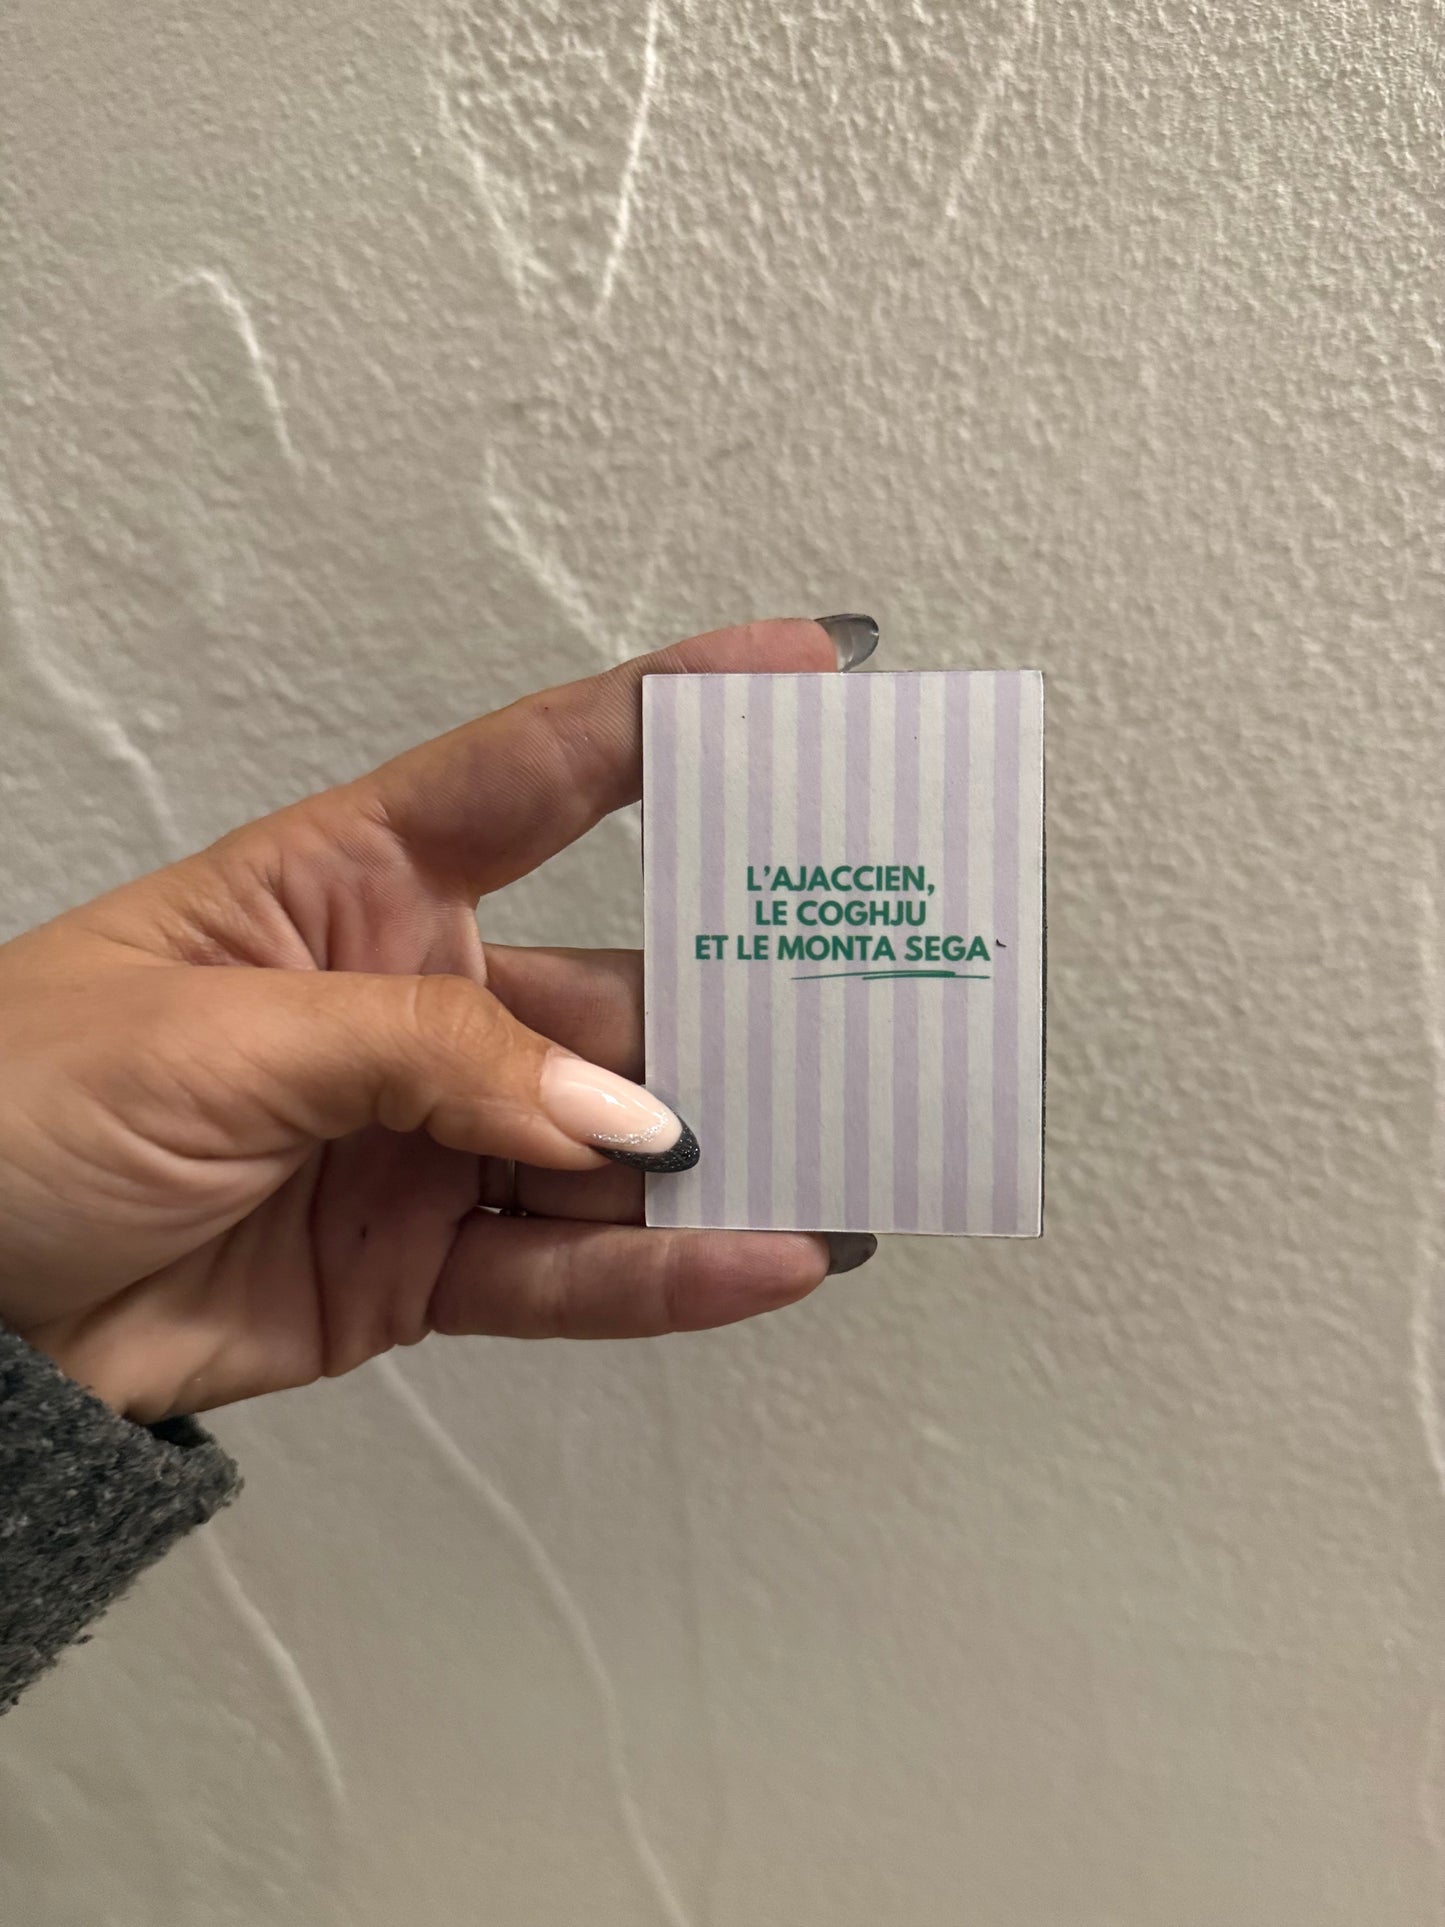 L'AJACCIEN,
LE COGHJU
ET LE MONTA SEGA